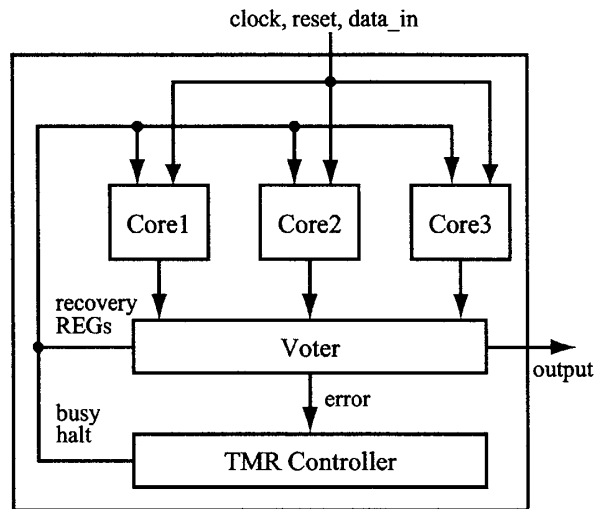 clock, reset, data_in
Core1
Core2
Core3
recovery
REGs
Voter
output
error
busy
halt
TMR Controller